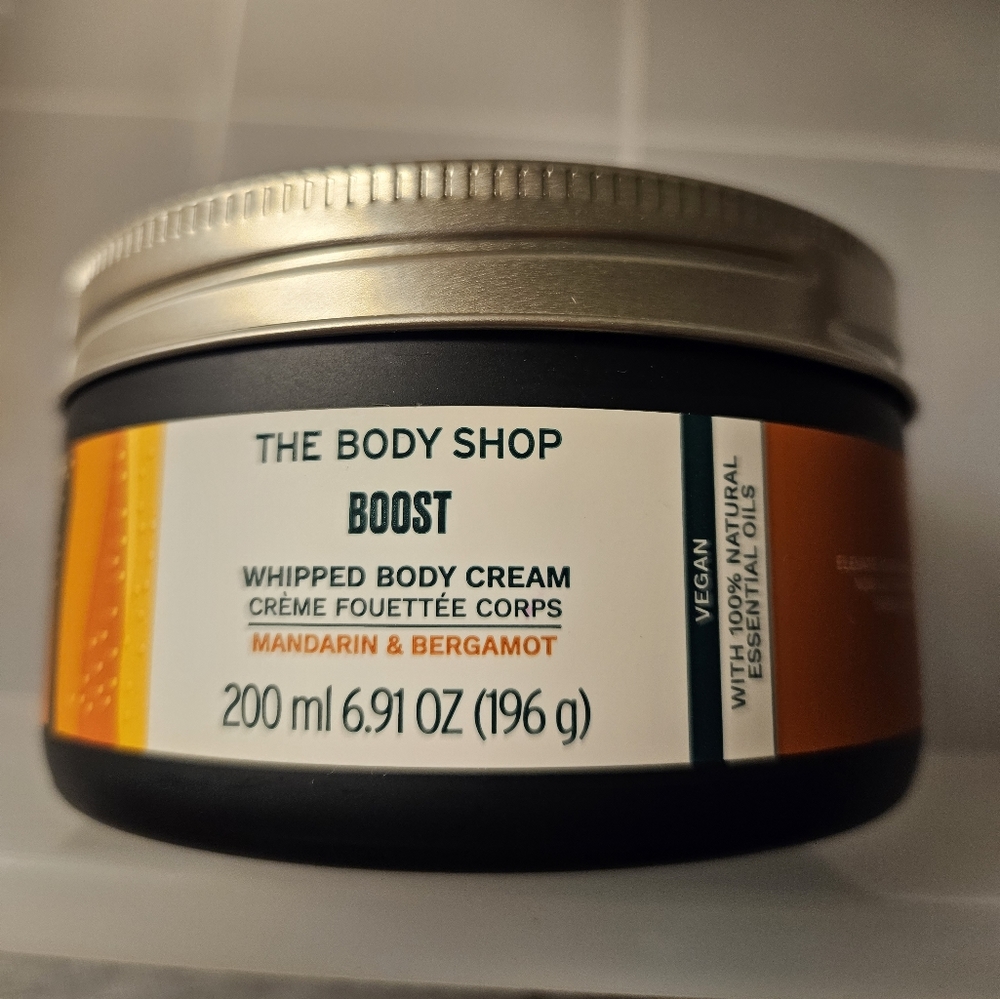 THE BODY SHOP
BOOST
WHIPPED BODY CREAM
CRÈME FOUETTÉE CORPS
MANDARIN & BERGAMOT
200 ml 6.91 OZ (196 g)
VEGAN
WITH 100% NATURAL
ESSENTIAL OILS